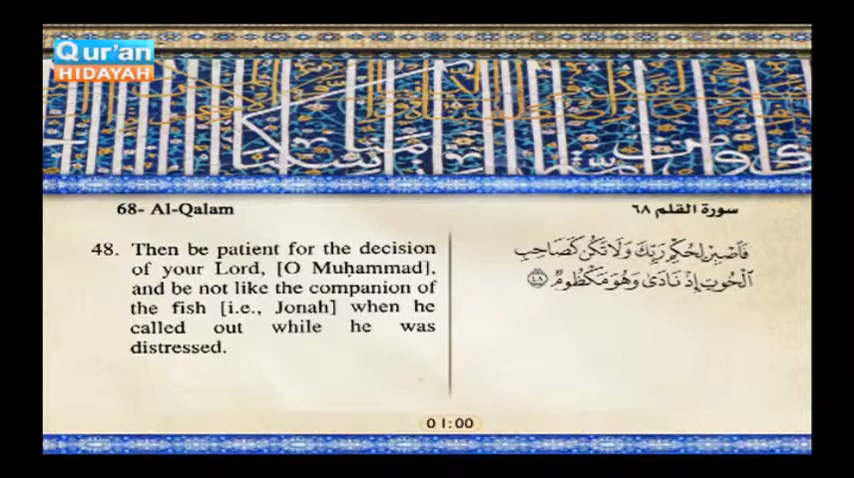 Qur'an
HIDAYAH
68- Al-Qalam
سورة القلم ٦٨
48. Then be patient for the decision
of your Lord, [O Muḥammad],
and be not like the companion of
the fish [i.e., Jonah] when he
called out while he was
distressed.
فَٱصْبِرْ لِحُكْمِ رَبِّكَ وَلَا تَكُن كَصَاحِبِ
ٱلْحُوتِ إِذْ نَادَىٰ وَهُوَ مَكْظُومٌ ٤٨
01:00